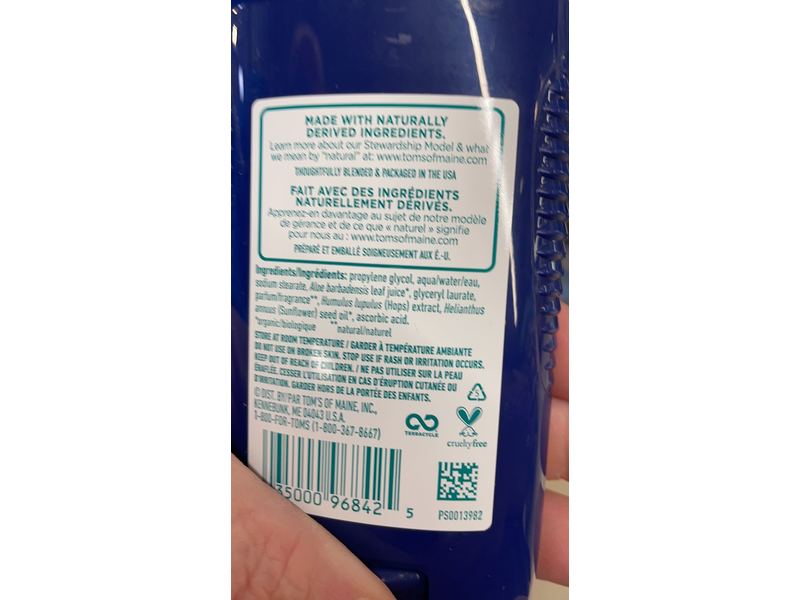 MADE WITH NATURALLY
DERIVED INGREDIENTS.
Learn more about our Stewardship Model & what
we mean by "natural" at: www.tomsofmaine.com
THOUGHTFULLY BLENDED & PACKAGED IN THE USA
FAIT AVEC DES INGRÉDIENTS
NATURELLEMENT DÉRIVÉS.
Apprenez-en davantage au sujet de notre modèle
de gérance et de ce que « naturel » signifie
pour nous au : www.tomsofmaine.com
PRÉPARÉ ET EMBALLÉ SOIGNEUSEMENT AUX É.-U.
Ingredients/Ingrédients: propylene glycol, aqua/water/eau,
sodium stearate, Aloe barbadensis leaf juice*, glyceryl laurate,
parfum/fragrance**, Humulus lupulus (Hops) extract, Helianthus
annuus (Sunflower) seed oil*, ascorbic acid.
*organic/biologique **natural/naturel
STORE AT ROOM TEMPERATURE / GARDER À TEMPÉRATURE AMBIANTE
DO NOT USE ON BROKEN SKIN. STOP USE IF RASH OR IRRITATION OCCURS.
KEEP OUT OF REACH OF CHILDREN. / NE PAS UTILISER SUR LA PEAU
ÉRAFLÉE. CESSER L'UTILISATION EN CAS D'ÉRUPTION CUTANÉE OU
D'IRRITATION. GARDER HORS DE LA PORTÉE DES ENFANTS.
© DIST. BY/PAR TOM'S OF MAINE, INC.,
KENNEBUNK, ME 04043 U.S.A.
1-800-FOR-TOMS (1-800-367-8667)
5
TERRACYCLE
crueltyfree
35000 96842 5
PS0013982